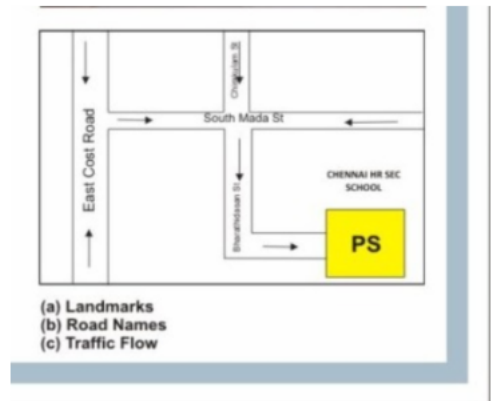 East Cost Road
South Mada St
Bharathidasan St
CHENNAI HR SEC
SCHOOL
PS
(a) Landmarks
(b) Road Names
(c) Traffic Flow